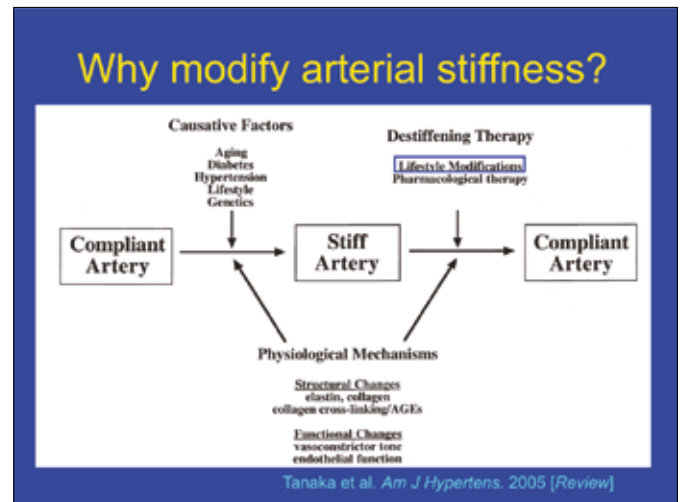 Why modify arterial stiffness?
Causative Factors
Aging
Diabetes
Hypertension
Lifestyle
Genetics
Destiffening Therapy
Lifestyle Modifications
Pharmacological therapy
Compliant
Artery
Stiff
Artery
Compliant
Artery
Physiological Mechanisms
Structural Changes
elastin, collagen
collagen cross-linking/AGEs
Functional Changes
vasoconstrictor tone
endothelial function
Tanaka et al. Am J Hypertens. 2005 [Review]